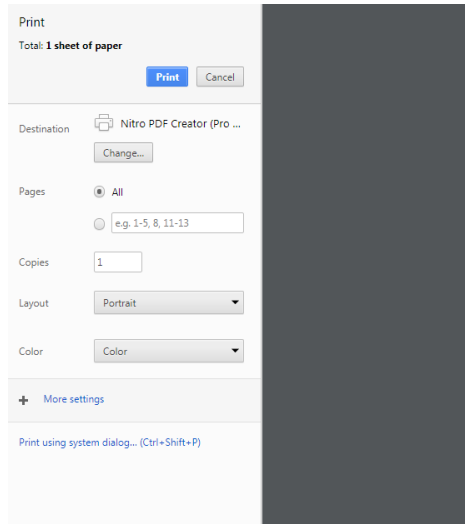 Print
Total: 1 sheet of paper
Print Cancel
Destination Nitro PDF Creator (Pro ...
Change...
Pages All
e.g. 1-5, 8, 11-13
Copies 1
Layout Portrait
Color Color
More settings
Print using system dialog... (Ctrl+Shift+P)